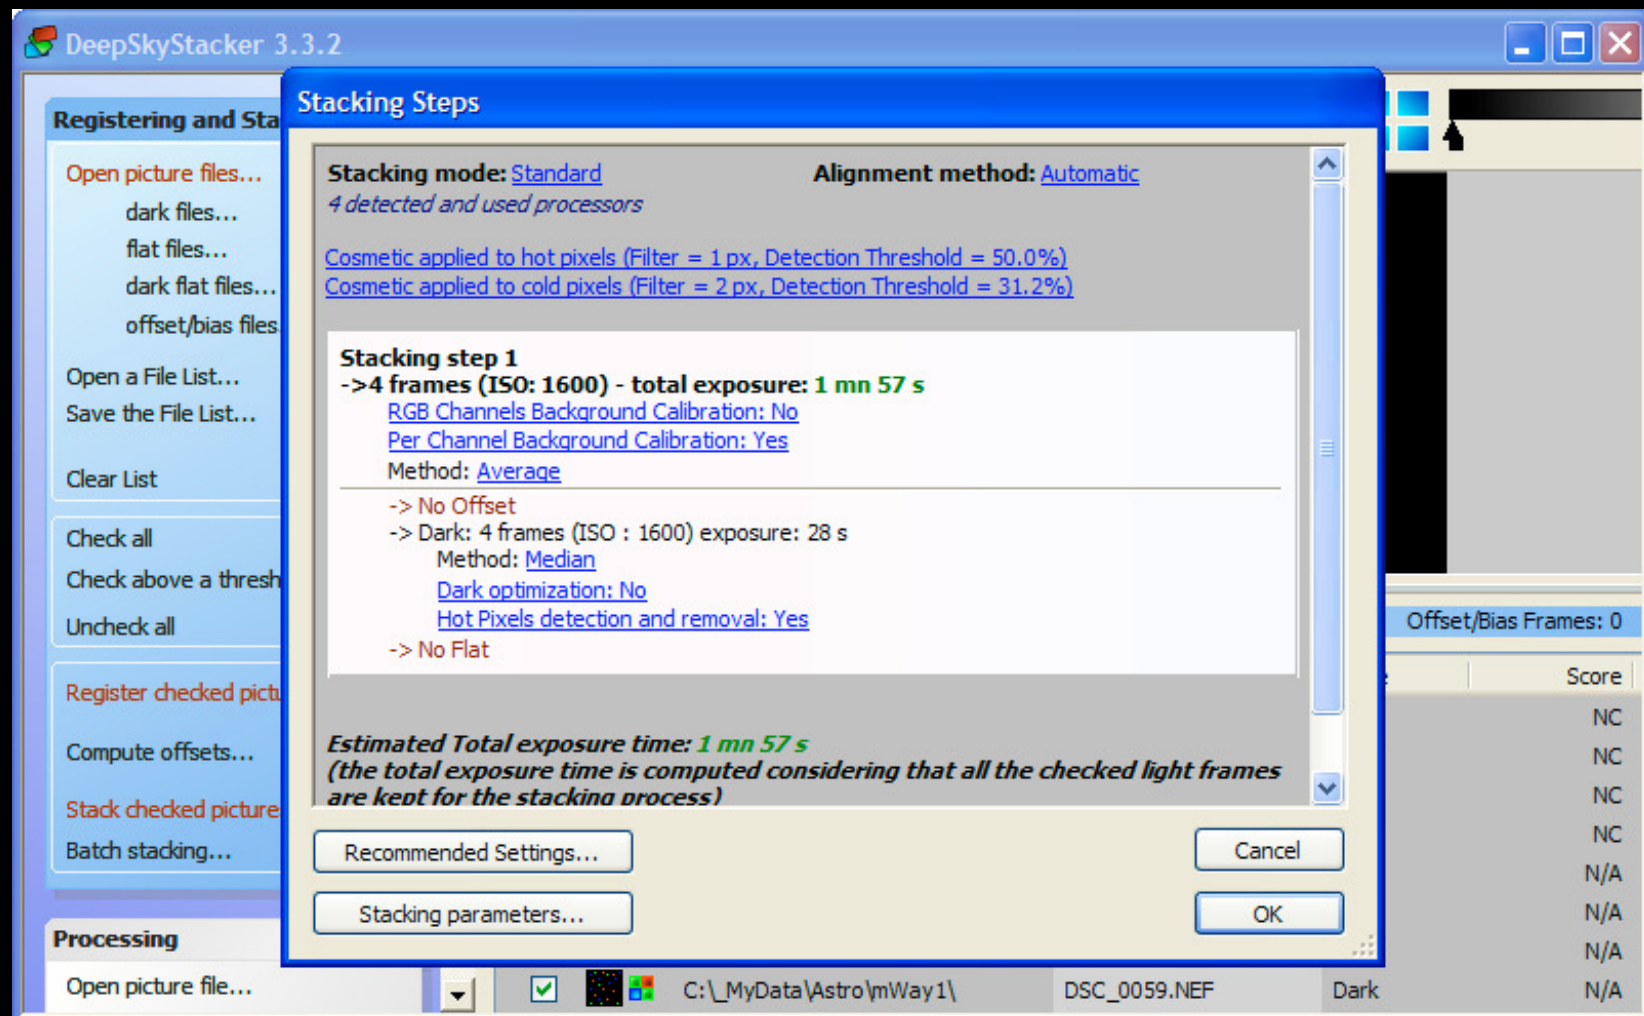 DeepSkyStacker 3.3.2
Registering and Sta
Open picture files...
dark files...
flat files...
dark flat files...
offset/bias files
Open a File List...
Save the File List...
Clear List
Check all
Check above a thresh
Uncheck all
Register checked pictu
Compute offsets...
Stack checked picture
Batch stacking...
Processing
Open picture file...
Stacking Steps
Stacking mode: Standard Alignment method: Automatic
4 detected and used processors
Cosmetic applied to hot pixels (Filter = 1 px, Detection Threshold = 50.0%)
Cosmetic applied to cold pixels (Filter = 2 px, Detection Threshold = 31.2%)
Stacking step 1
->4 frames (ISO: 1600) - total exposure: 1 mn 57 s
RGB Channels Background Calibration: No
Per Channel Background Calibration: Yes
Method: Average
-> No Offset
-> Dark: 4 frames (ISO : 1600) exposure: 28 s
Method: Median
Dark optimization: No
Hot Pixels detection and removal: Yes
-> No Flat
Estimated Total exposure time: 1 mn 57 s
(the total exposure time is computed considering that all the checked light frames
are kept for the stacking process)
Recommended Settings...
Cancel
Stacking parameters...
OK
Offset/Bias Frames: 0
Score
NC
NC
NC
NC
N/A
N/A
N/A
C:\_MyData\Astro\mWay1\ DSC_0059.NEF Dark N/A